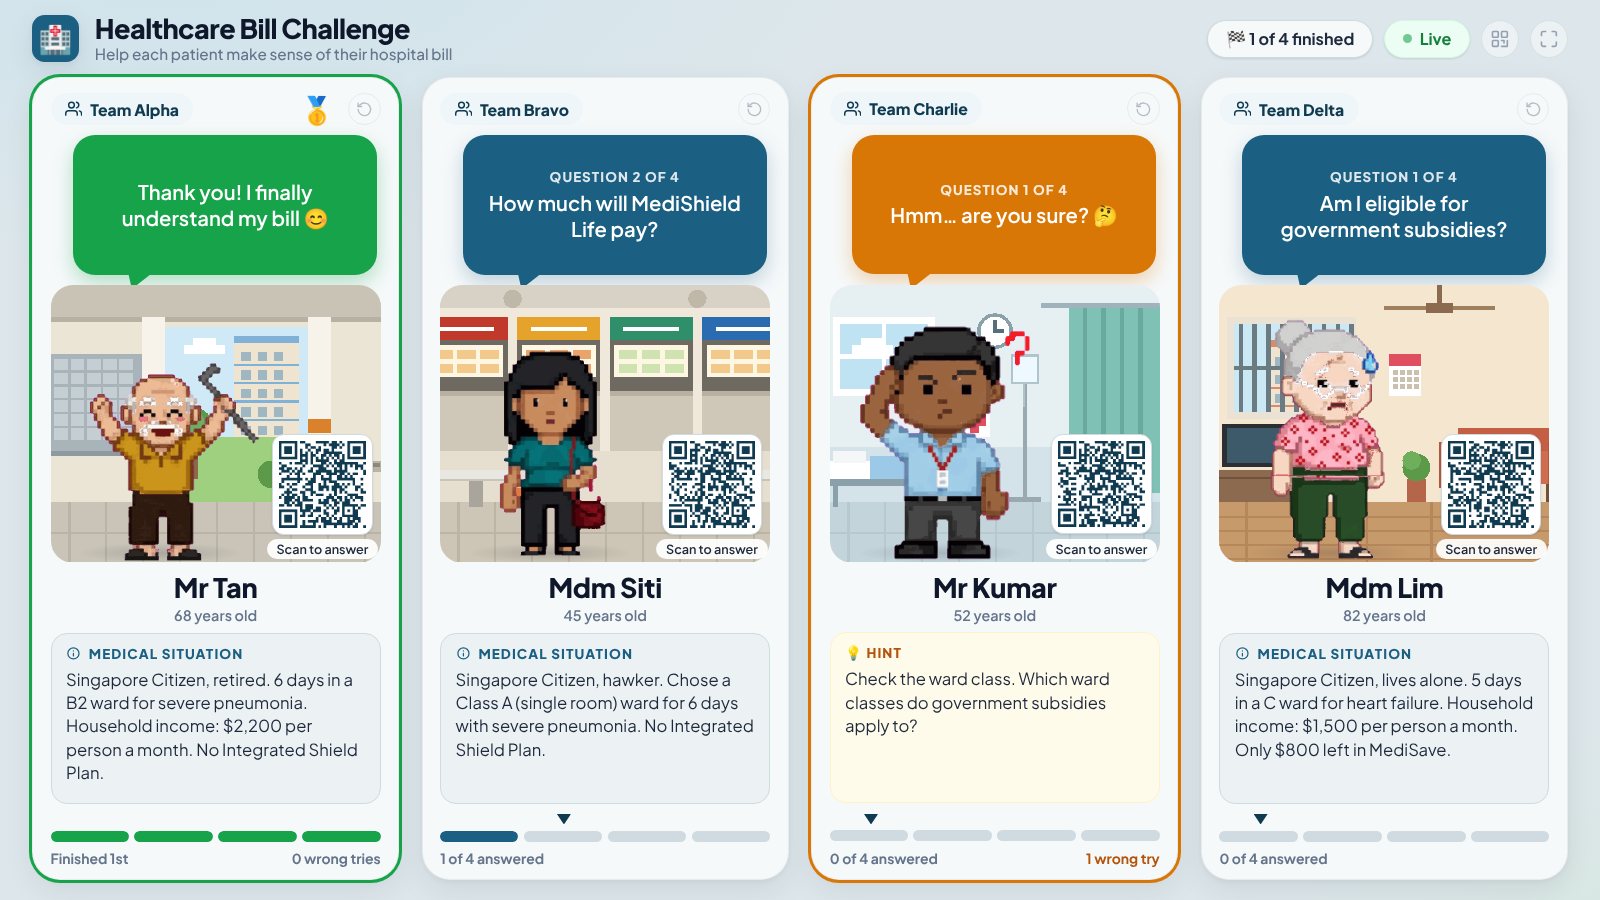 Healthcare Bill Challenge
Help each patient make sense of their hospital bill
1 of 4 finished
Live
Team Alpha
Thank you! I finally
understand my bill 😊
Scan to answer
Mr Tan
68 years old
MEDICAL SITUATION
Singapore Citizen, retired. 6 days in a
B2 ward for severe pneumonia.
Household income: $2,200 per
person a month. No Integrated Shield
Plan.
Finished 1st
0 wrong tries
Team Bravo
QUESTION 2 OF 4
How much will MediShield
Life pay?
Scan to answer
Mdm Siti
45 years old
MEDICAL SITUATION
Singapore Citizen, hawker. Chose a
Class A (single room) ward for 6 days
with severe pneumonia. No Integrated
Shield Plan.
1 of 4 answered
Team Charlie
QUESTION 1 OF 4
Hmm... are you sure? 🤔
Scan to answer
Mr Kumar
52 years old
HINT
Check the ward class. Which ward
classes do government subsidies
apply to?
0 of 4 answered
1 wrong try
Team Delta
QUESTION 1 OF 4
Am I eligible for
government subsidies?
Scan to answer
Mdm Lim
82 years old
MEDICAL SITUATION
Singapore Citizen, lives alone. 5 days
in a C ward for heart failure. Household
income: $1,500 per person a month.
Only $800 left in MediSave.
0 of 4 answered